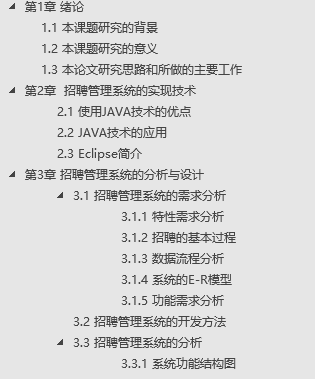 第1章 绪论
1.1 本课题研究的背景
1.2 本课题研究的意义
1.3 本论文研究思路和所做的主要工作
第2章  招聘管理系统的实现技术
2.1 使用JAVA技术的优点
2.2 JAVA技术的应用
2.3 Eclipse简介
第3章 招聘管理系统的分析与设计
3.1 招聘管理系统的需求分析
3.1.1 特性需求分析
3.1.2 招聘的基本过程
3.1.3 数据流程分析
3.1.4 系统的E-R模型
3.1.5 功能需求分析
3.2 招聘管理系统的开发方法
3.3 招聘管理系统的分析
3.3.1 系统功能结构图